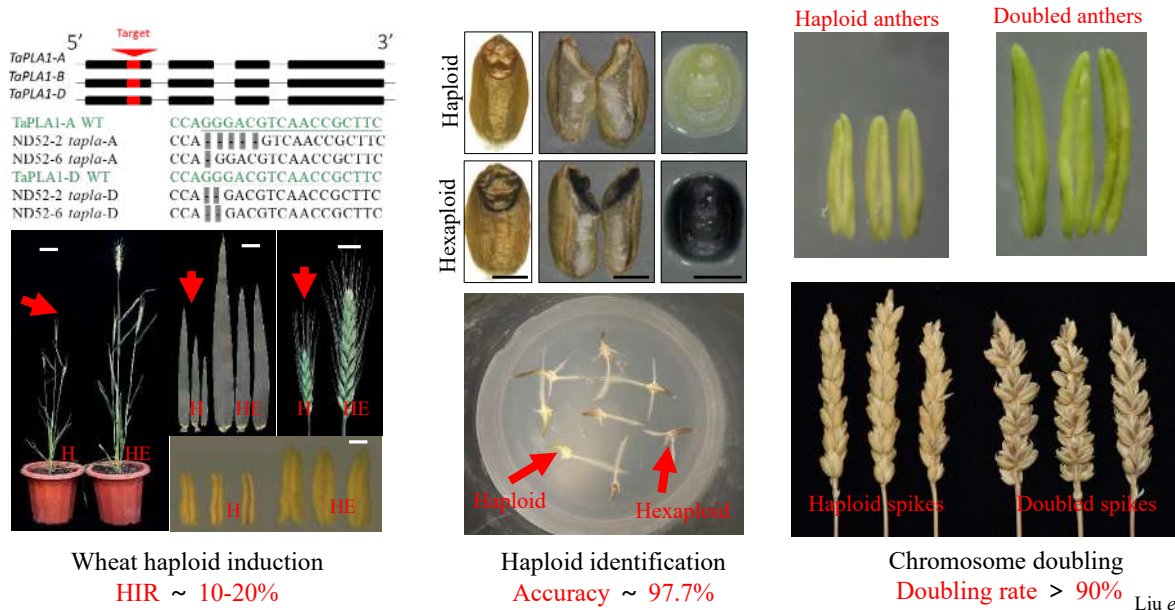 5’ Target 3’
TaPLA1-A
TaPLA1-B
TaPLA1-D
TaPLA1-A WT CCAGGGACGTCAACCGCTTC
ND52-2 tapla-A CCA-----GTCAACCGCTTC
ND52-6 tapla-A CCA-GGACGTCAACCGCTTC
TaPLA1-D WT CCAGGGACGTCAACCGCTTC
ND52-2 tapla-D CCA--GACGTCAACCGCTTC
ND52-6 tapla-D CCA--GACGTCAACCGCTTC
H HE
H HE
H HE
H HE
Wheat haploid induction
HIR ~ 10-20%
Haploid
Hexaploid
Haploid
Hexaploid
Haploid identification
Accuracy ~ 97.7%
Haploid anthers
Doubled anthers
Haploid spikes
Doubled spikes
Chromosome doubling
Doubling rate > 90%
Liu e